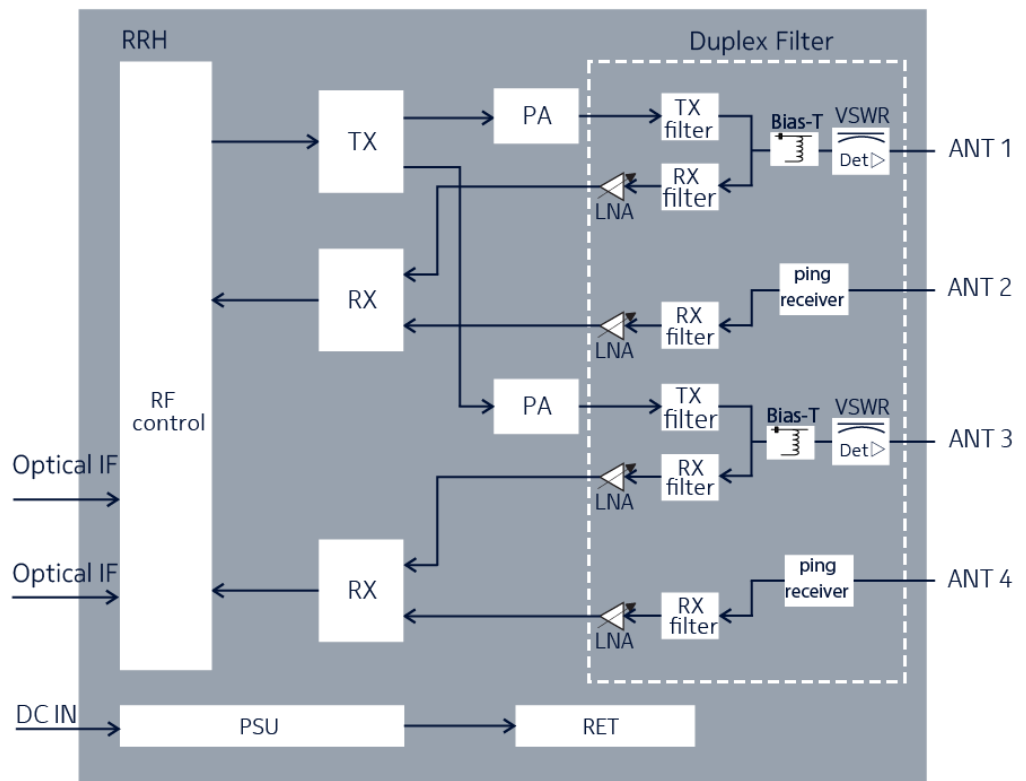 RRH
Duplex Filter
TX
PA
TX
filter
Bias-T
VSWR
Det
ANT 1
RX
filter
LNA
RX
ping
receiver
ANT 2
RX
filter
LNA
PA
TX
filter
Bias-T
VSWR
Det
ANT 3
RF
control
Optical IF
RX
filter
LNA
Optical IF
RX
ping
receiver
ANT 4
RX
filter
LNA
DC IN
PSU
RET